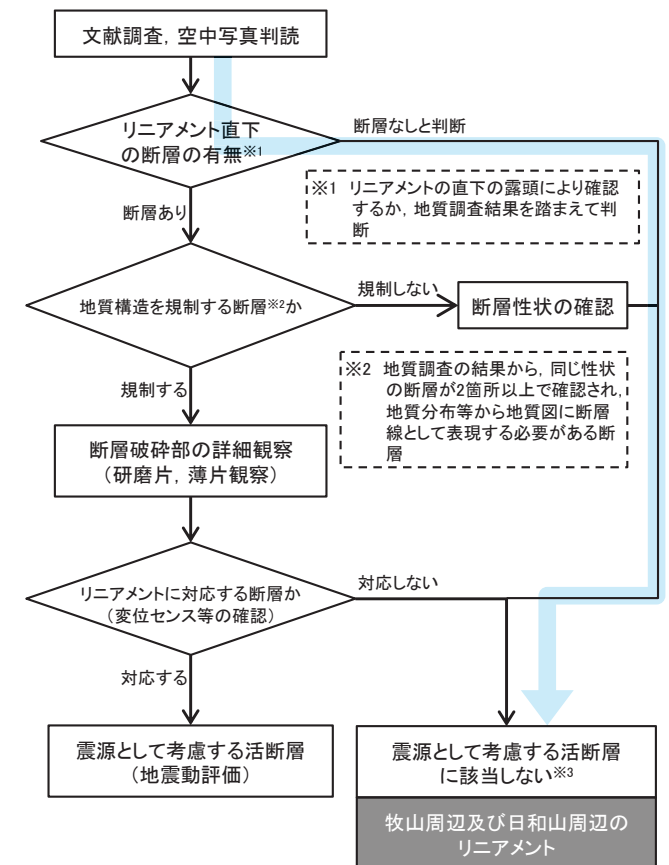 文献調査，空中写真判読
リニアメント直下
の断層の有無※1
断層なしと判断
※1　リニアメントの直下の露頭により確認
するか，地質調査結果を踏まえて判
断
断層あり
地質構造を規制する断層※2か
規制しない
断層性状の確認
※2　地質調査の結果から，同じ性状
の断層が2箇所以上で確認され，
地質分布等から地質図に断層
線として表現する必要がある断
層
規制する
断層破砕部の詳細観察
（研磨片，薄片観察）
リニアメントに対応する断層か
（変位センス等の確認）
対応しない
対応する
震源として考慮する活断層
（地震動評価）
震源として考慮する活断層
に該当しない※3
牧山周辺及び日和山周辺の
リニアメント